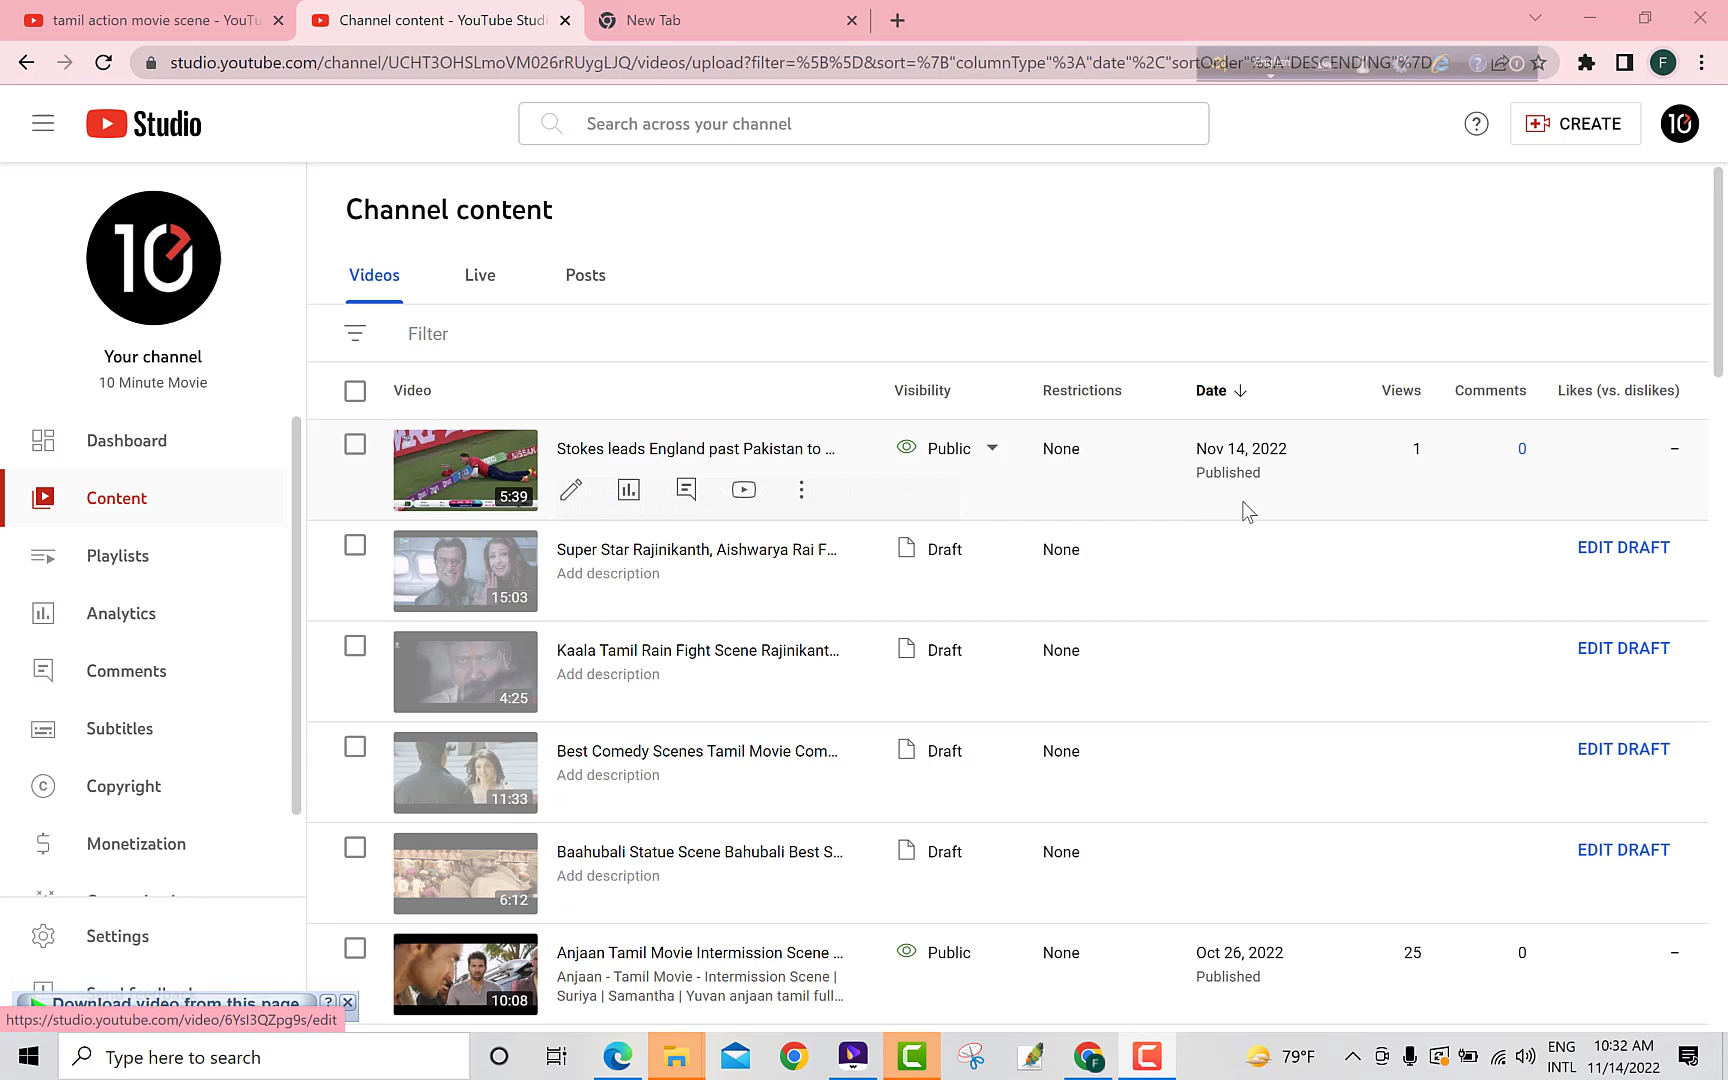 tamil action movie scene - YouTu
Channel content - YouTube Studi
New Tab
studio.youtube.com/channel/UCHT3OHSLmoVM026rRUygLJQ/videos/upload?filter=%5B%5D&sort=%7B"columnType"%3A"date"%2C"sortOrder"%3A"DESCENDING"%7D
Studio
Search across your channel
CREATE
10
Your channel
10 Minute Movie
Dashboard
Content
Playlists
Analytics
Comments
Subtitles
Copyright
Monetization
Settings
Send feedback
Download video from this page
https://studio.youtube.com/video/6YsI3QZpg9s/edit
Channel content
Videos
Live
Posts
Filter
Video
Visibility
Restrictions
Date
Views
Comments
Likes (vs. dislikes)
5:39
Stokes leads England past Pakistan to ...
Public
None
Nov 14, 2022
Published
1
0
–
15:03
Super Star Rajinikanth, Aishwarya Rai F...
Add description
Draft
None
EDIT DRAFT
4:25
Kaala Tamil Rain Fight Scene Rajinikant...
Add description
Draft
None
EDIT DRAFT
11:33
Best Comedy Scenes Tamil Movie Com...
Add description
Draft
None
EDIT DRAFT
6:12
Baahubali Statue Scene Bahubali Best S...
Add description
Draft
None
EDIT DRAFT
10:08
Anjaan Tamil Movie Intermission Scene ...
Anjaan - Tamil Movie - Intermission Scene |
Suriya | Samantha | Yuvan anjaan tamil full...
Public
None
Oct 26, 2022
Published
25
0
–
Type here to search
79°F
ENG
INTL
10:32 AM
11/14/2022